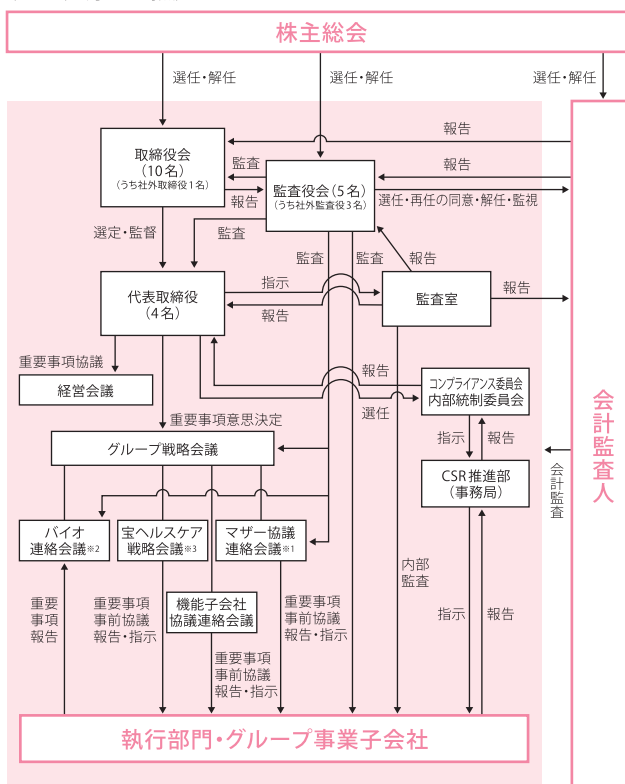 株主総会
選任・解任
選任・解任
選任・解任
取締役会
(10名)
(うち社外取締役1名)
監査
報告
監査役会(5名)
(うち社外監査役3名)
報告
報告
選任・再任の同意・解任・監視
選定・監督
監査
監査
監査
報告
代表取締役
(4名)
指示
報告
監査室
報告
重要事項協議
経営会議
報告
選任
コンプライアンス委員会
内部統制委員会
重要事項意思決定
グループ戦略会議
指示
報告
CSR推進部
(事務局)
会計監査
会計監査人
バイオ
連絡会議※2
宝ヘルスケア
戦略会議※3
マザー協議
連絡会議※1
機能子会社
協議連絡会議
内部
監査
重要
事項
報告
重要事項
事前協議
報告・指示
重要事項
事前協議
報告・指示
重要事項
事前協議
報告・指示
指示
報告
執行部門・グループ事業子会社